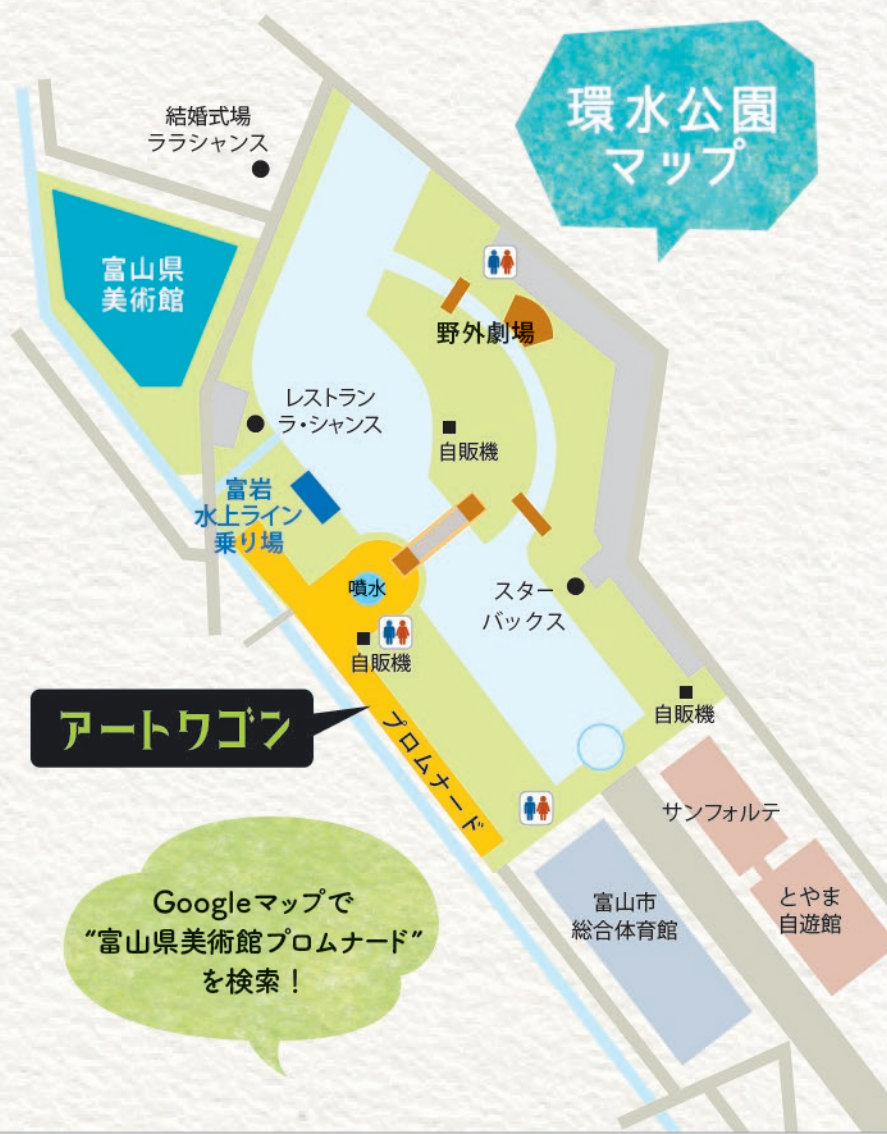 環水公園
マップ
結婚式場
ララシャンス
富山県
美術館
野外劇場
レストラン
ラ・シャンス
自販機
富岩
水上ライン
乗り場
噴水
スター
バックス
自販機
自販機
アートワゴン
プロムナード
サンフォルテ
Googleマップで
“富山県美術館プロムナード”
を検索！
富山市
総合体育館
とやま
自遊館